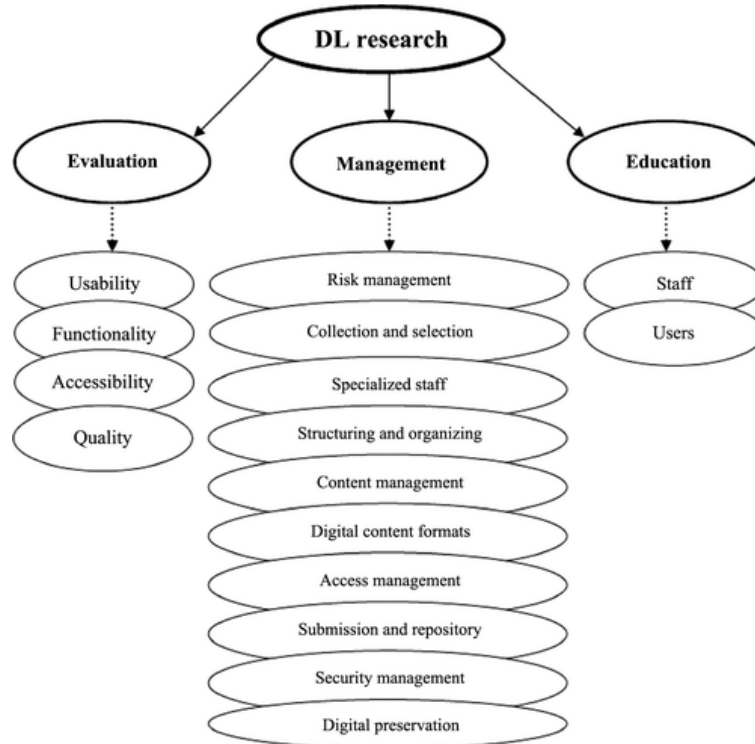 DL research
Evaluation
Management
Education
Usability
Functionality
Accessibility
Quality
Risk management
Collection and selection
Specialized staff
Structuring and organizing
Content management
Digital content formats
Access management
Submission and repository
Security management
Digital preservation
Staff
Users